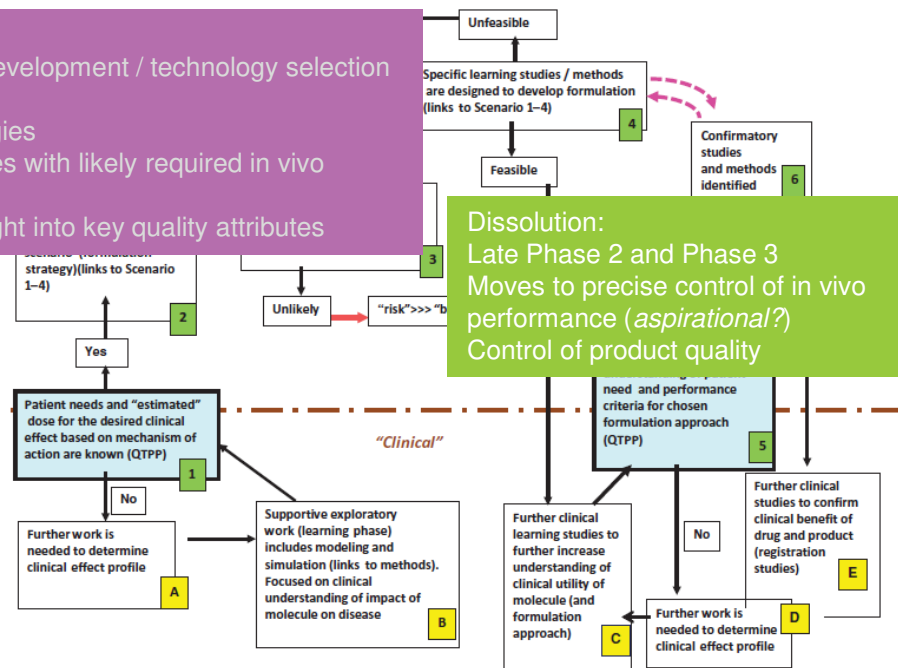 Unfeasible
development / technology selection
Specific learning studies / methods
are designed to develop formulation
(links to Scenario 1–4)
4
with likely required in vivo
into key quality attributes
Feasible
Confirmatory
studies
and methods
identified
6
3
strategy)(links to Scenario
1–4)
2
Unlikely
"risk">>>
Dissolution:
Late Phase 2 and Phase 3
Moves to precise control of in vivo
performance (aspirational?)
Control of product quality
Yes
Patient needs and "estimated"
dose for the desired clinical
effect based on mechanism of
action are known (QTPP)
1
"Clinical"
need and performance
criteria for chosen
formulation approach
(QTPP)
5
No
Further work is
needed to determine
clinical effect profile
A
Supportive exploratory
work (learning phase)
includes modeling and
simulation (links to methods).
Focused on clinical
understanding of impact of
molecule on disease
B
Further clinical
learning studies to
further increase
understanding of
clinical utility of
molecule (and
formulation
approach)
C
No
Further work is
needed to determine
clinical effect profile
D
Further clinical
studies to confirm
clinical benefit of
drug and product
(registration
studies)
E